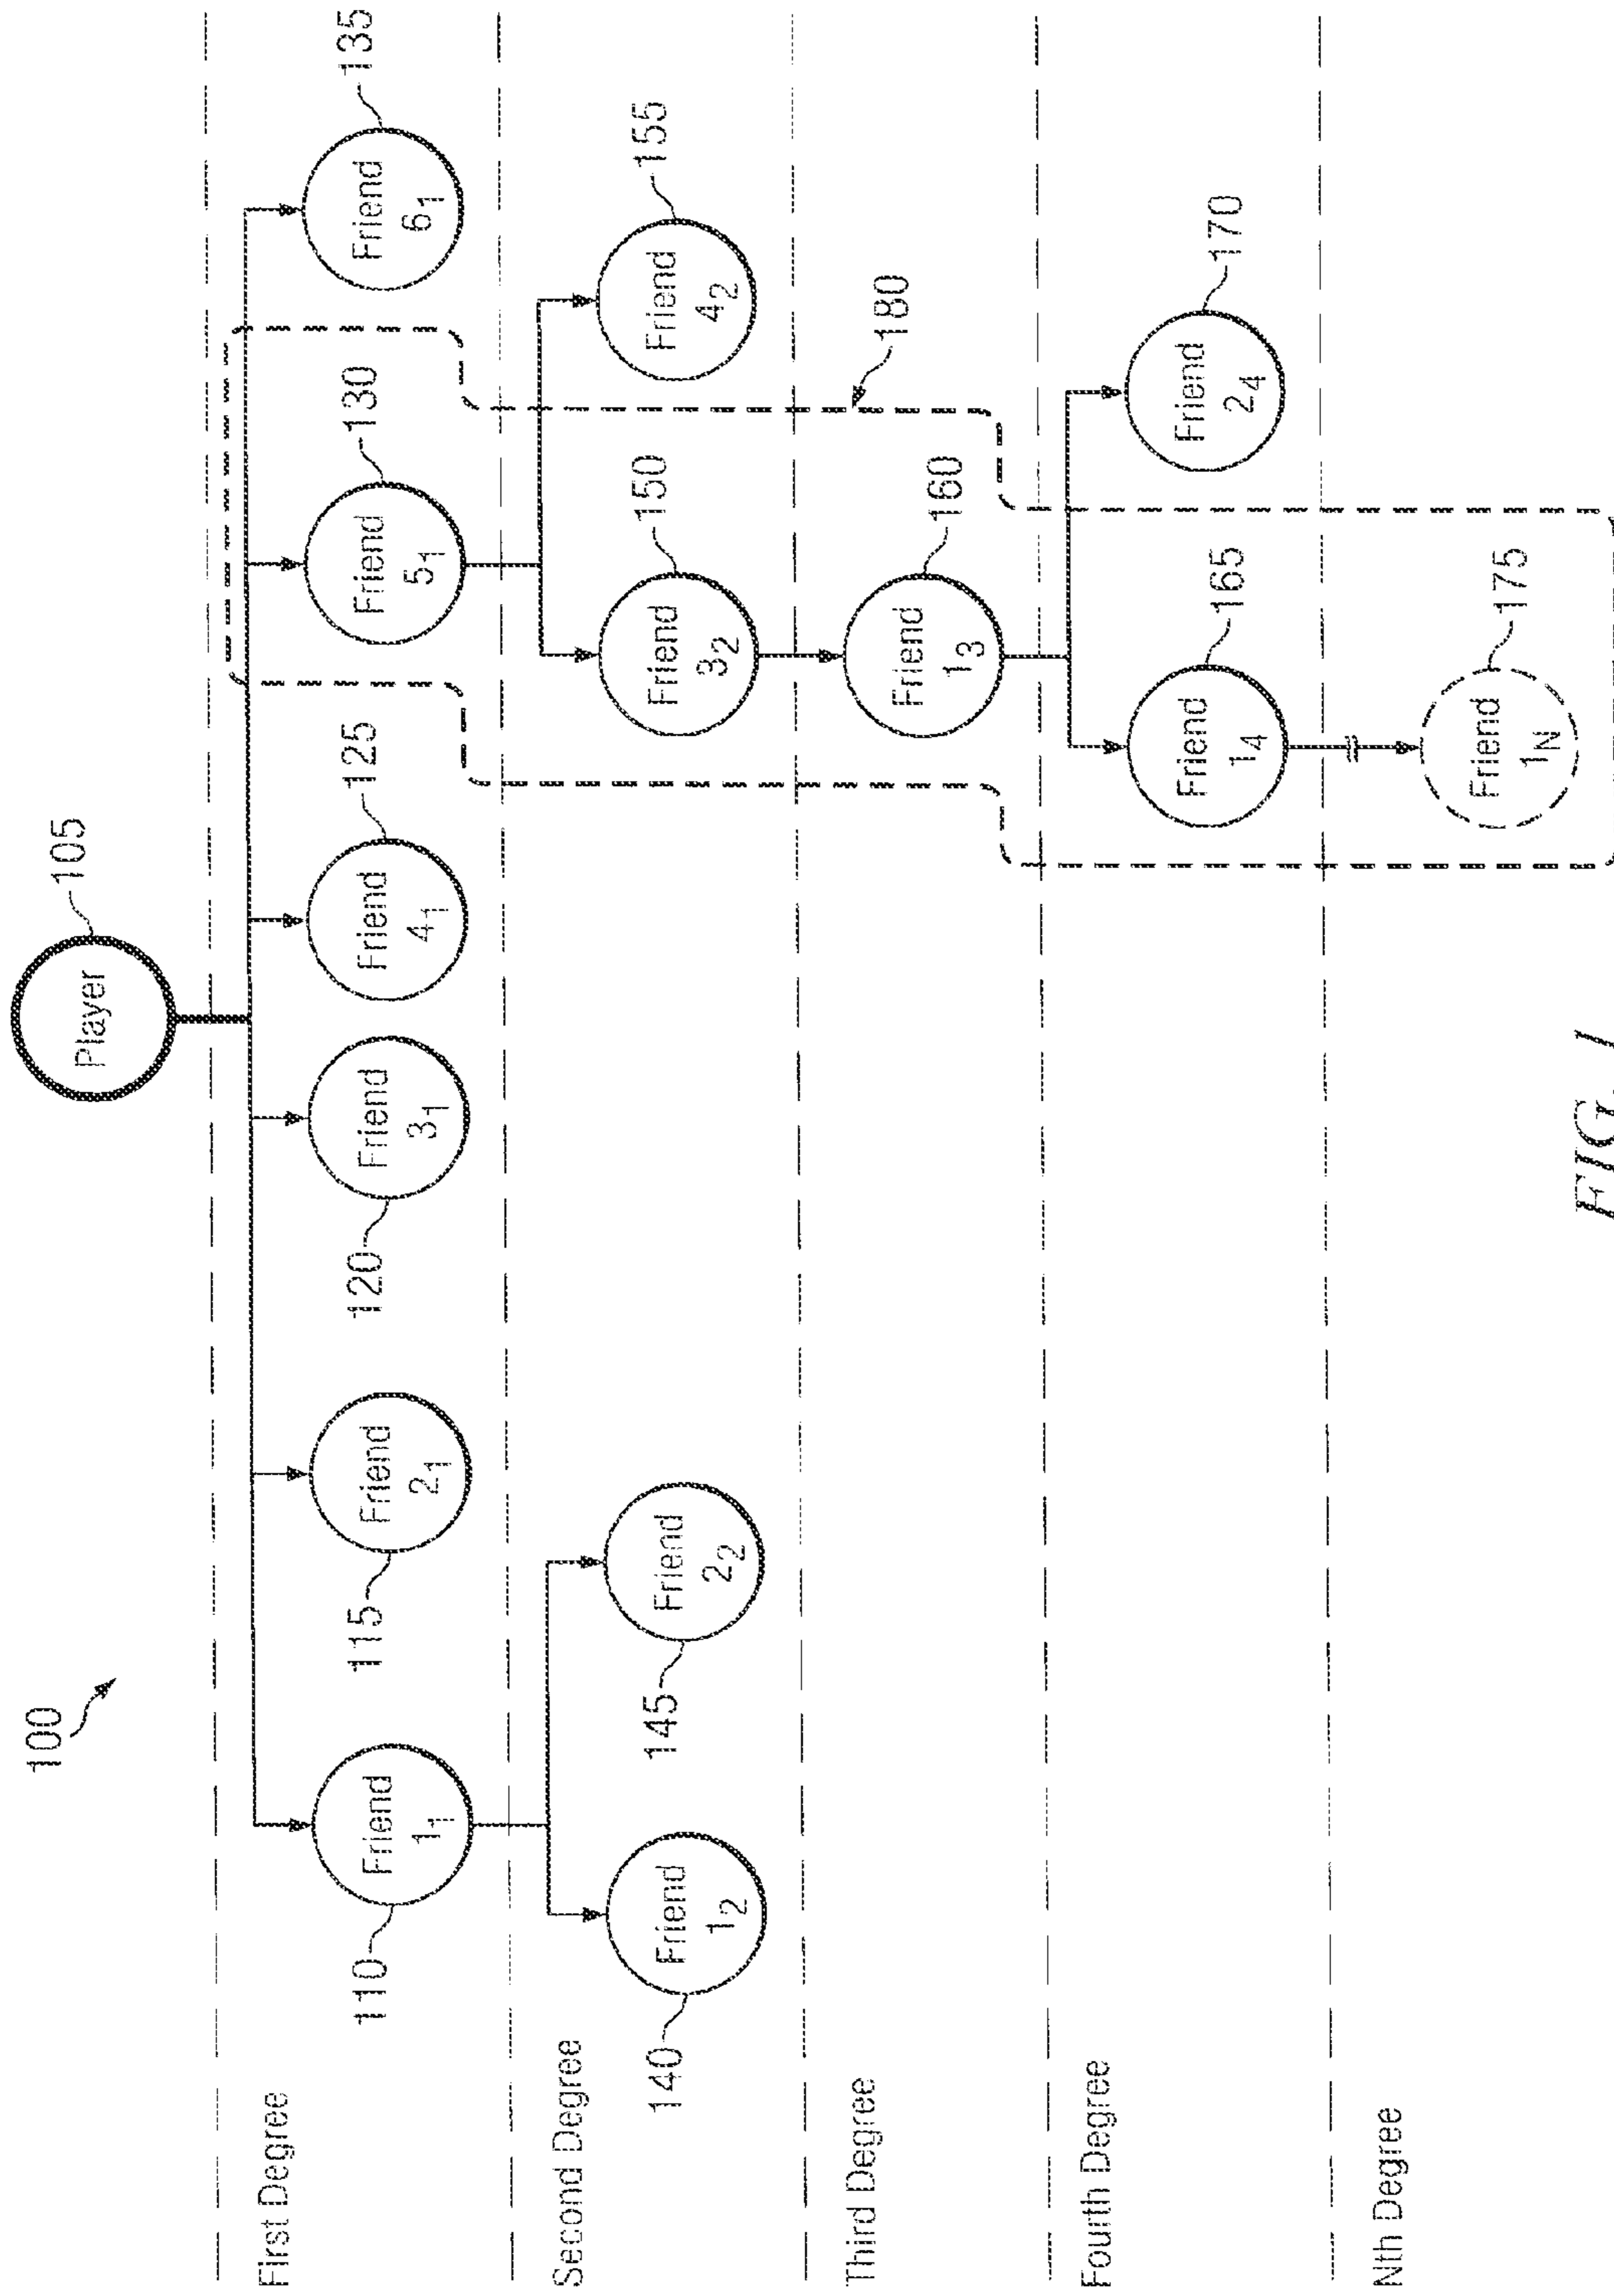 100
Player
105
First Degree
110
Friend
1₁
115
Friend
2₁
120
Friend
3₁
Friend
4₁
125
Friend
5₁
130
Friend
6₁
135
Second Degree
140
Friend
1₂
145
Friend
2₂
Friend
3₂
150
Friend
4₂
155
Third Degree
Friend
1₃
160
180
Fourth Degree
Friend
1₄
165
Friend
2₄
170
Nth Degree
Friend
1N
175
FIG. 1